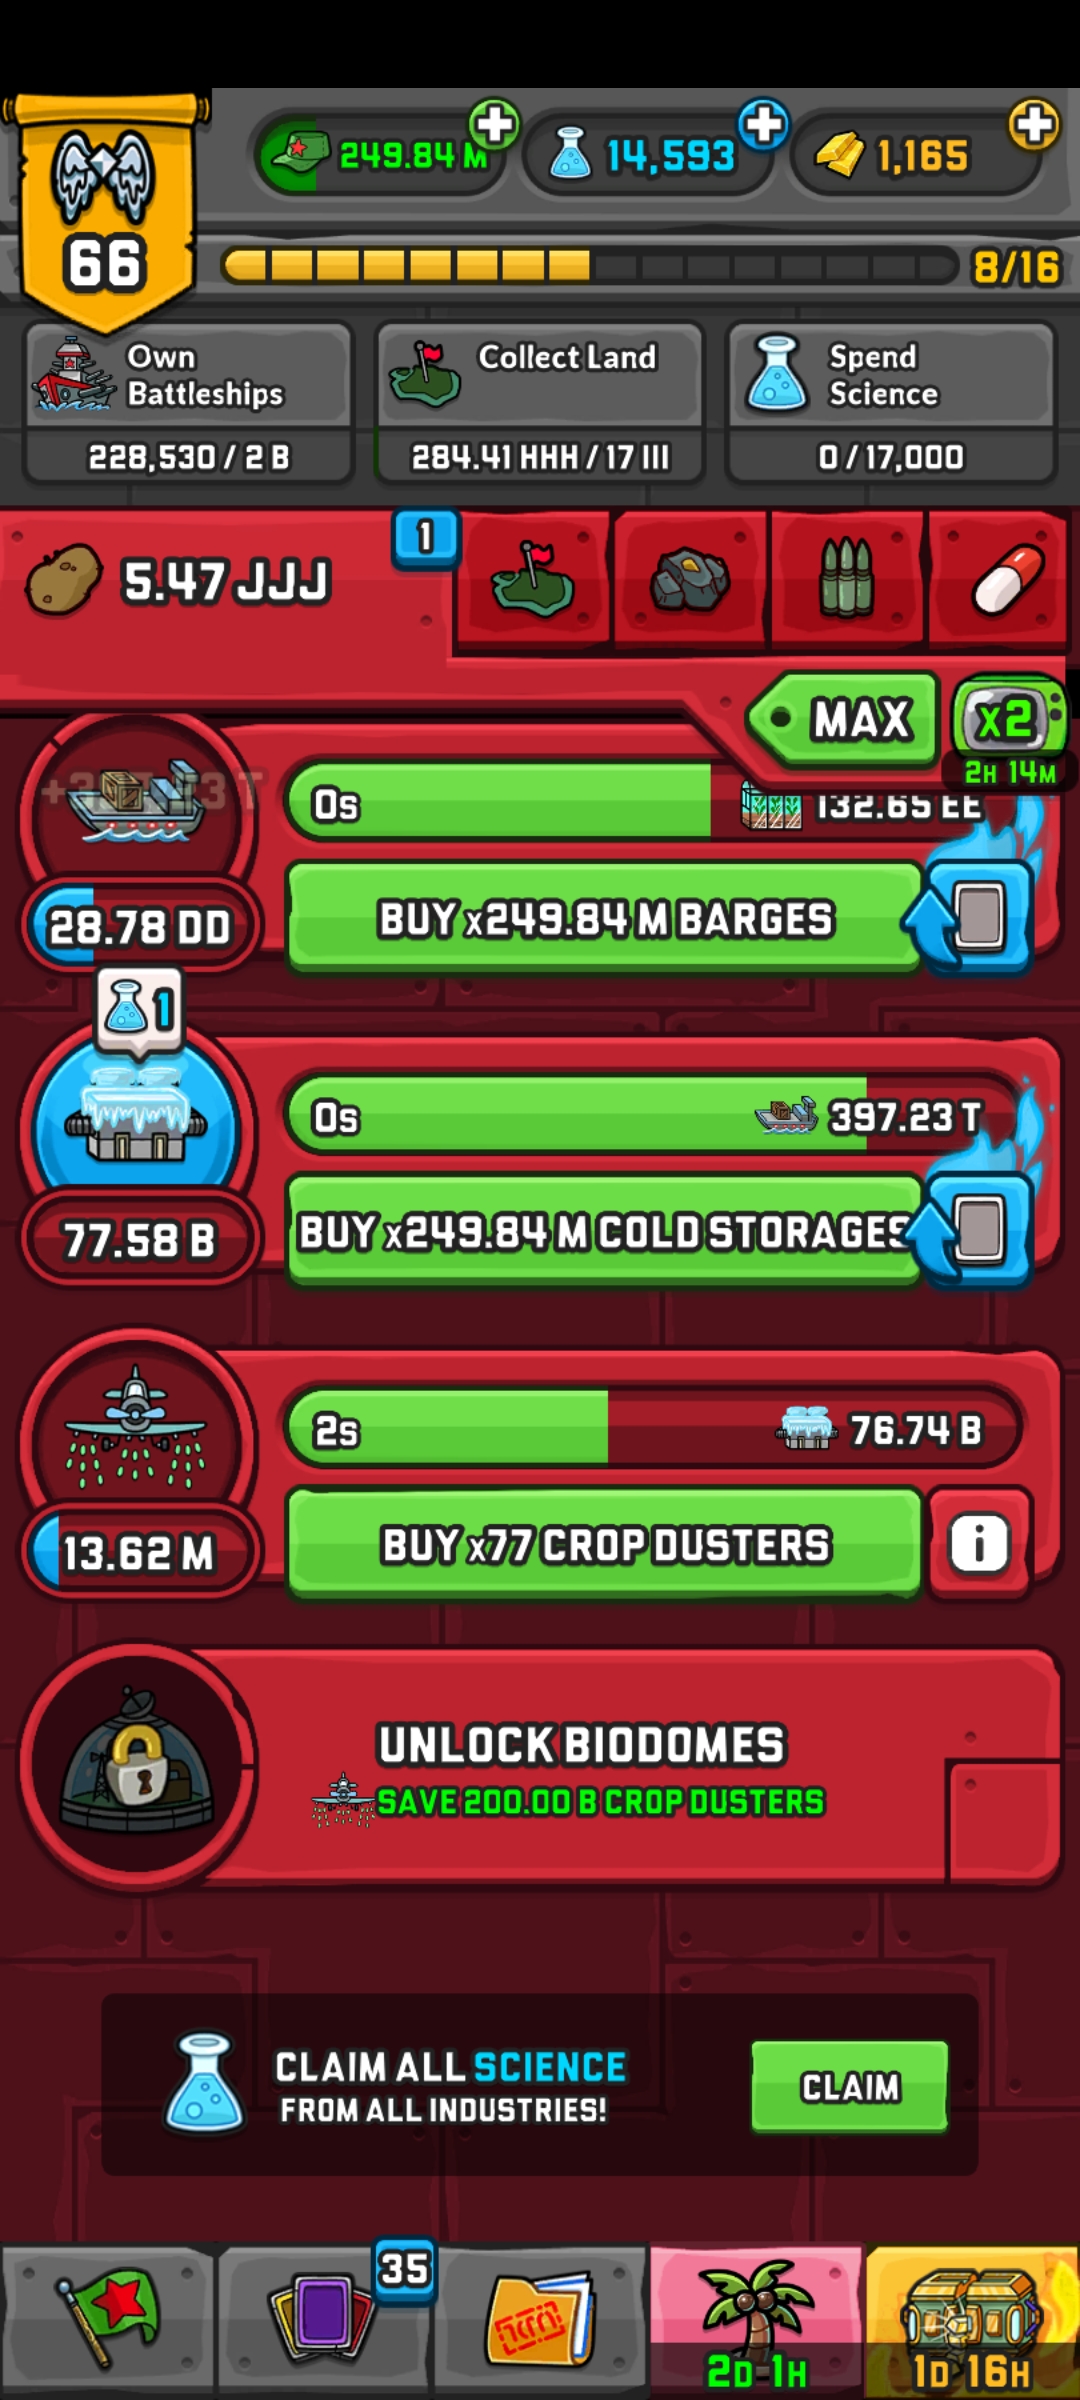 249.84 M
14,593
1,165
66
8/16
Own
Battleships
228,530 / 2 B
Collect Land
284.41 HHH / 17 III
Spend
Science
0 / 17,000
5.47 JJJ
1
MAX
x2
2H 14M
0s
132.65 EE
28.78 DD
BUY x249.84 M BARGES
1
0s
397.23 T
77.58 B
BUY x249.84 M COLD STORAGES
2s
76.74 B
13.62 M
BUY x77 CROP DUSTERS
i
UNLOCK BIODOMES
SAVE 200.00 B CROP DUSTERS
CLAIM ALL SCIENCE
FROM ALL INDUSTRIES!
CLAIM
35
2D 1H
1D 16H